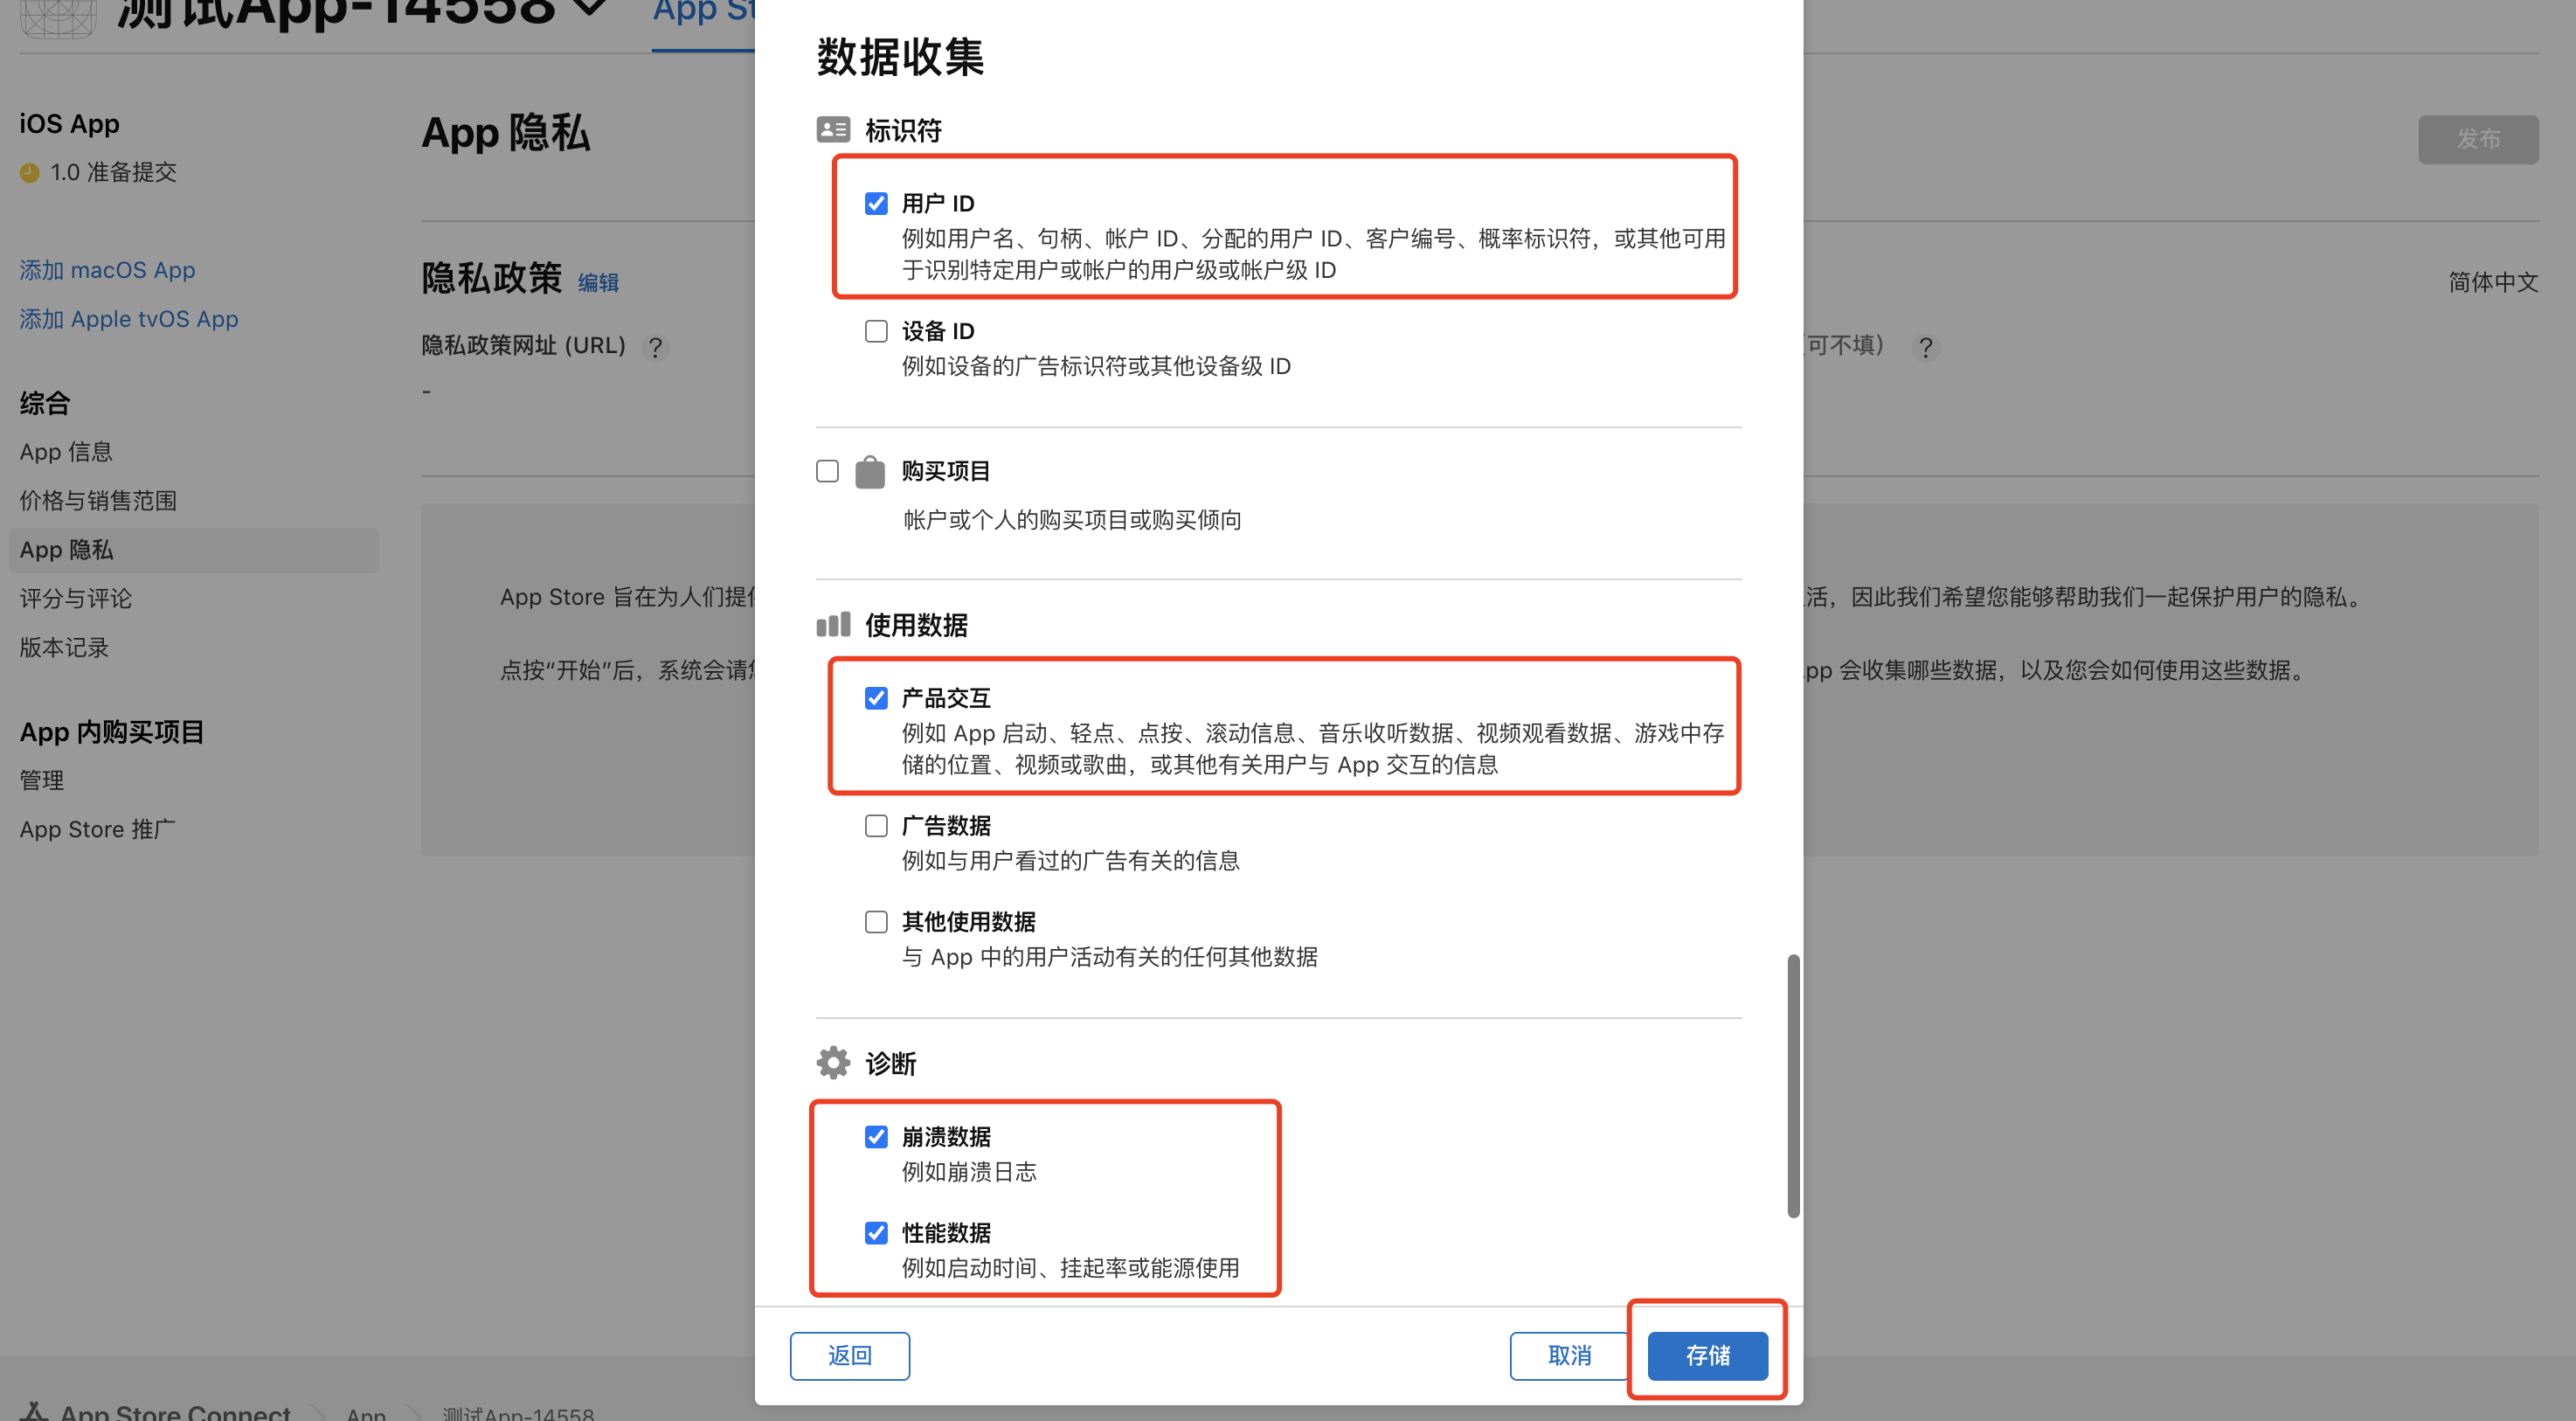 测试App-14558
App St
iOS App
1.0 准备提交
添加 macOS App
添加 Apple tvOS App
综合
App 信息
价格与销售范围
App 隐私
评分与评论
版本记录
App 内购买项目
管理
App Store 推广
App 隐私
发布
隐私政策 编辑
简体中文
隐私政策网址 (URL) ?
可不填） ?
-
App Store 旨在为人们提供
活，因此我们希望您能够帮助我们一起保护用户的隐私。
点按“开始”后，系统会请您
pp 会收集哪些数据，以及您会如何使用这些数据。
数据收集
标识符
用户 ID
例如用户名、句柄、帐户 ID、分配的用户 ID、客户编号、概率标识符，或其他可用
于识别特定用户或帐户的用户级或帐户级 ID
设备 ID
例如设备的广告标识符或其他设备级 ID
购买项目
帐户或个人的购买项目或购买倾向
使用数据
产品交互
例如 App 启动、轻点、点按、滚动信息、音乐收听数据、视频观看数据、游戏中存
储的位置、视频或歌曲，或其他有关用户与 App 交互的信息
广告数据
例如与用户看过的广告有关的信息
其他使用数据
与 App 中的用户活动有关的任何其他数据
诊断
崩溃数据
例如崩溃日志
性能数据
例如启动时间、挂起率或能源使用
返回
取消
存储
App Store Connect
App
测试App-14558